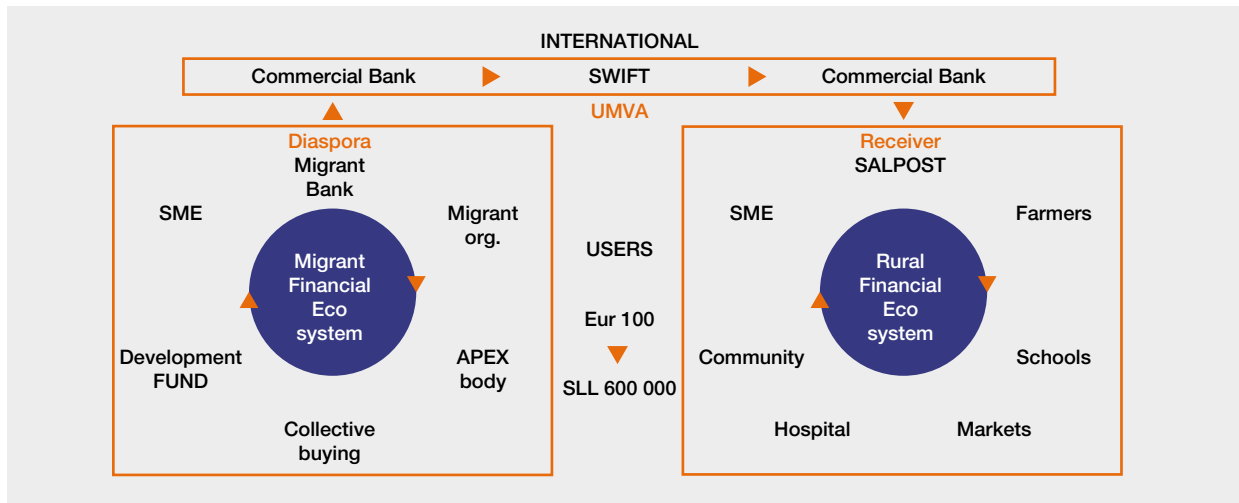 INTERNATIONAL
Commercial Bank
SWIFT
Commercial Bank
UMVA
Diaspora
Migrant
Bank
SME
Migrant
org.
Migrant
Financial
Eco
system
Development
FUND
APEX
body
Collective
buying
USERS
Eur 100
SLL 600 000
Receiver
SALPOST
SME
Farmers
Rural
Financial
Eco
system
Community
Schools
Hospital
Markets